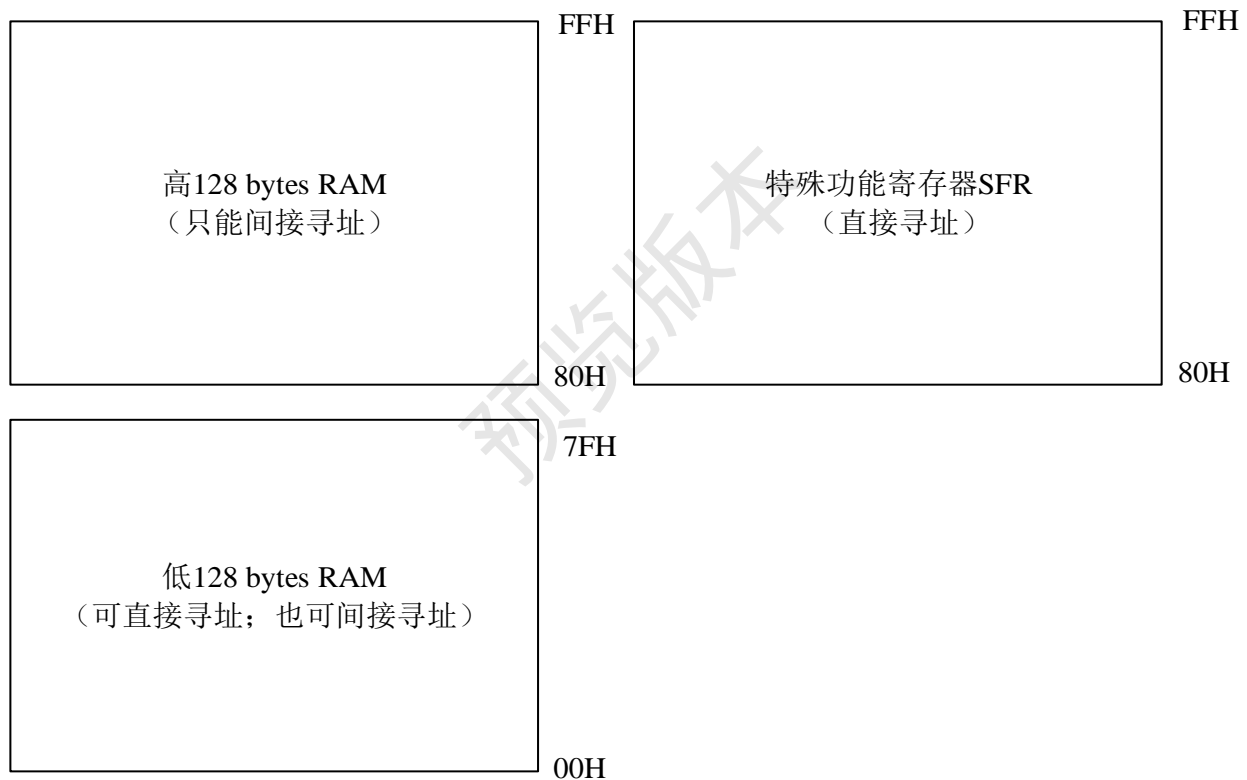 FFH
高128 bytes RAM
（只能间接寻址）
80H
FFH
特殊功能寄存器SFR
（直接寻址）
80H
7FH
低128 bytes RAM
（可直接寻址；也可间接寻址）
00H
预览版本